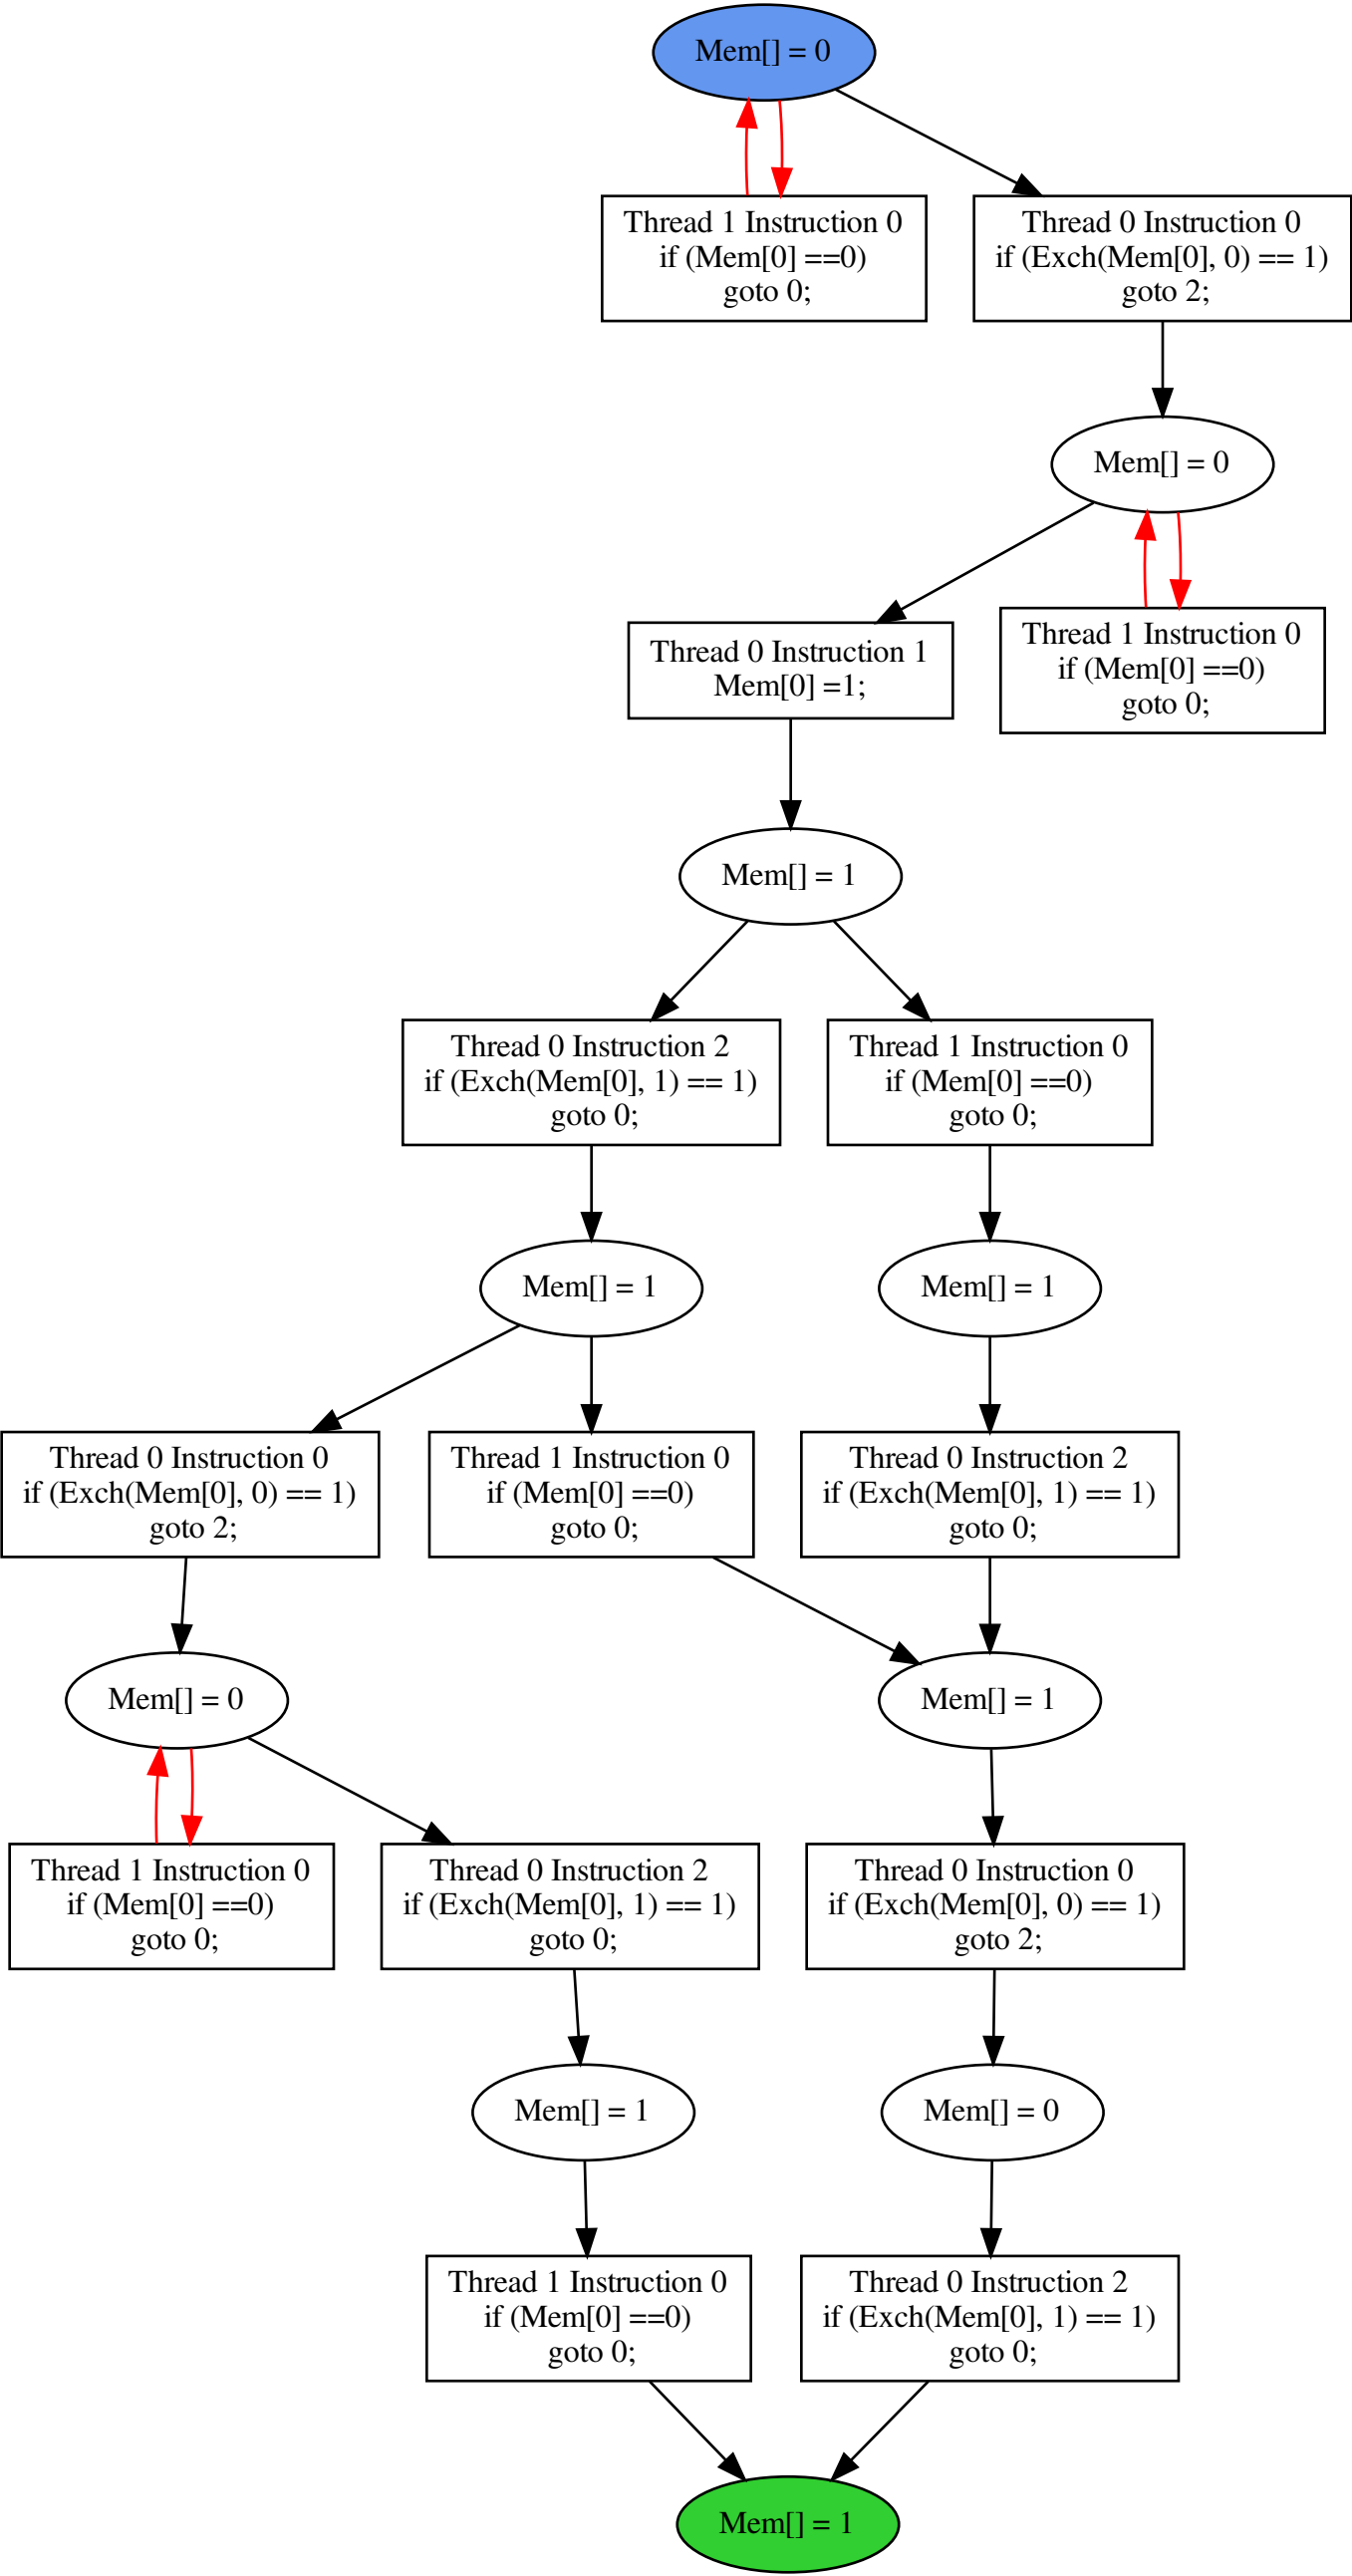 Mem[] = 0
Thread 1 Instruction 0
if (Mem[0] ==0)
goto 0;
Thread 0 Instruction 0
if (Exch(Mem[0], 0) == 1)
goto 2;
Mem[] = 0
Thread 0 Instruction 1
Mem[0] =1;
Thread 1 Instruction 0
if (Mem[0] ==0)
goto 0;
Mem[] = 1
Thread 0 Instruction 2
if (Exch(Mem[0], 1) == 1)
goto 0;
Thread 1 Instruction 0
if (Mem[0] ==0)
goto 0;
Mem[] = 1
Mem[] = 1
Thread 0 Instruction 0
if (Exch(Mem[0], 0) == 1)
goto 2;
Thread 1 Instruction 0
if (Mem[0] ==0)
goto 0;
Thread 0 Instruction 2
if (Exch(Mem[0], 1) == 1)
goto 0;
Mem[] = 0
Mem[] = 1
Thread 1 Instruction 0
if (Mem[0] ==0)
goto 0;
Thread 0 Instruction 2
if (Exch(Mem[0], 1) == 1)
goto 0;
Thread 0 Instruction 0
if (Exch(Mem[0], 0) == 1)
goto 2;
Mem[] = 1
Mem[] = 0
Thread 1 Instruction 0
if (Mem[0] ==0)
goto 0;
Thread 0 Instruction 2
if (Exch(Mem[0], 1) == 1)
goto 0;
Mem[] = 1